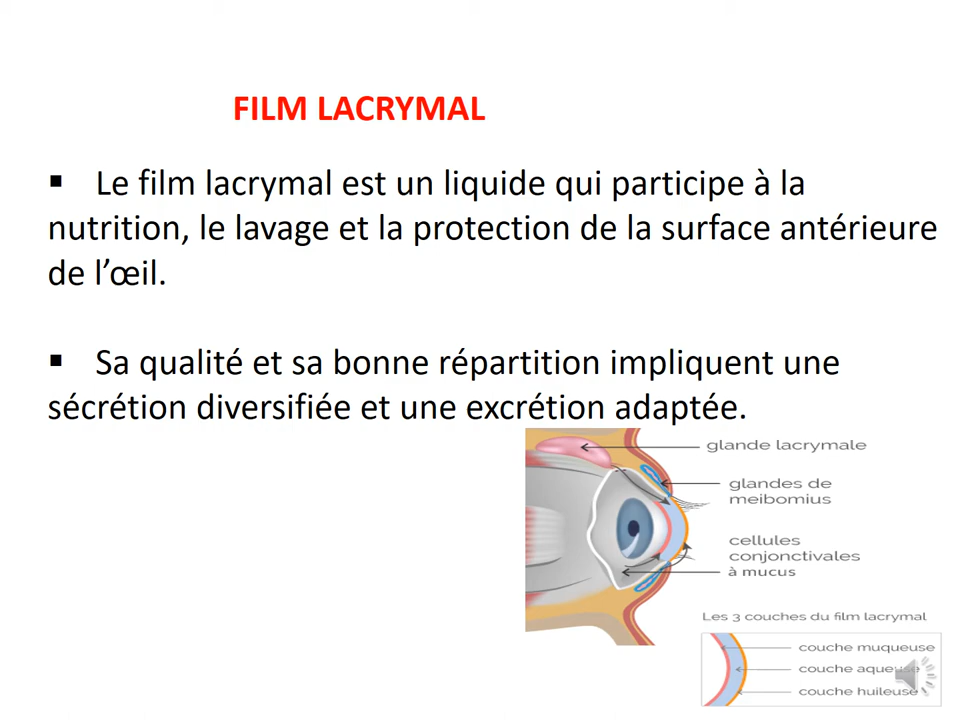 FILM LACRYMAL
▪ Le film lacrymal est un liquide qui participe à la
nutrition, le lavage et la protection de la surface antérieure
de l’œil.
▪ Sa qualité et sa bonne répartition impliquent une
sécrétion diversifiée et une excrétion adaptée.
glande lacrymale
glandes de
meibomius
cellules
conjonctivales
à mucus
Les 3 couches du film lacrymal
couche muqueuse
couche aqueuse
couche huileuse